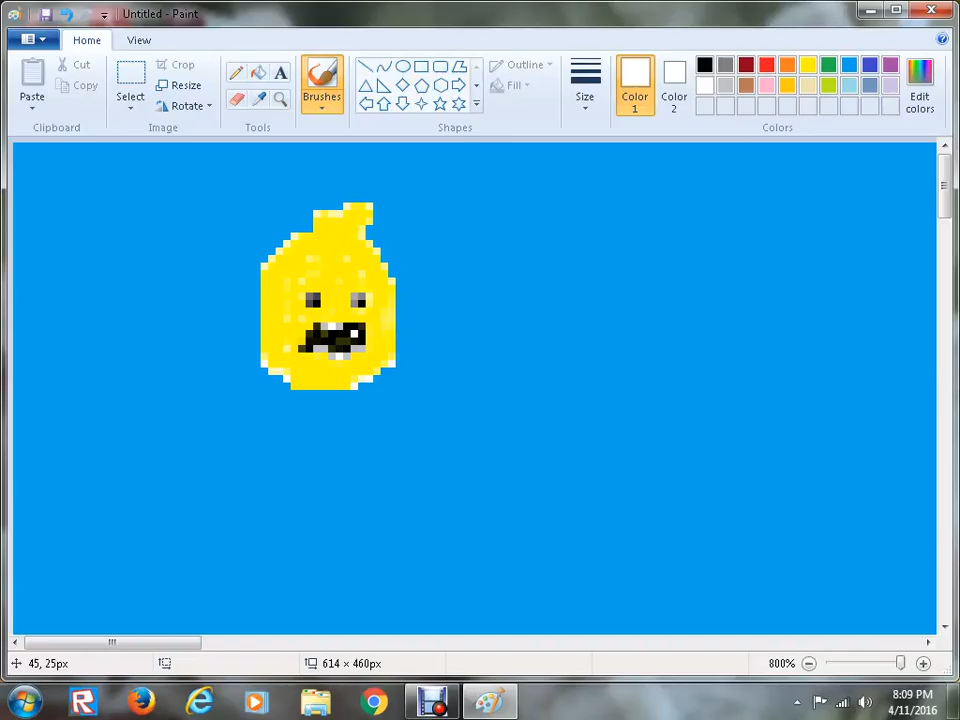 Untitled - Paint
Home View
Paste
Cut
Copy
Clipboard
Select
Crop
Resize
Rotate
Image
A
Tools
Brushes
Outline
Fill
Shapes
Size
Color
1
Color
2
Edit
colors
Colors
45, 25px
614 × 460px
800%
8:09 PM
4/11/2016